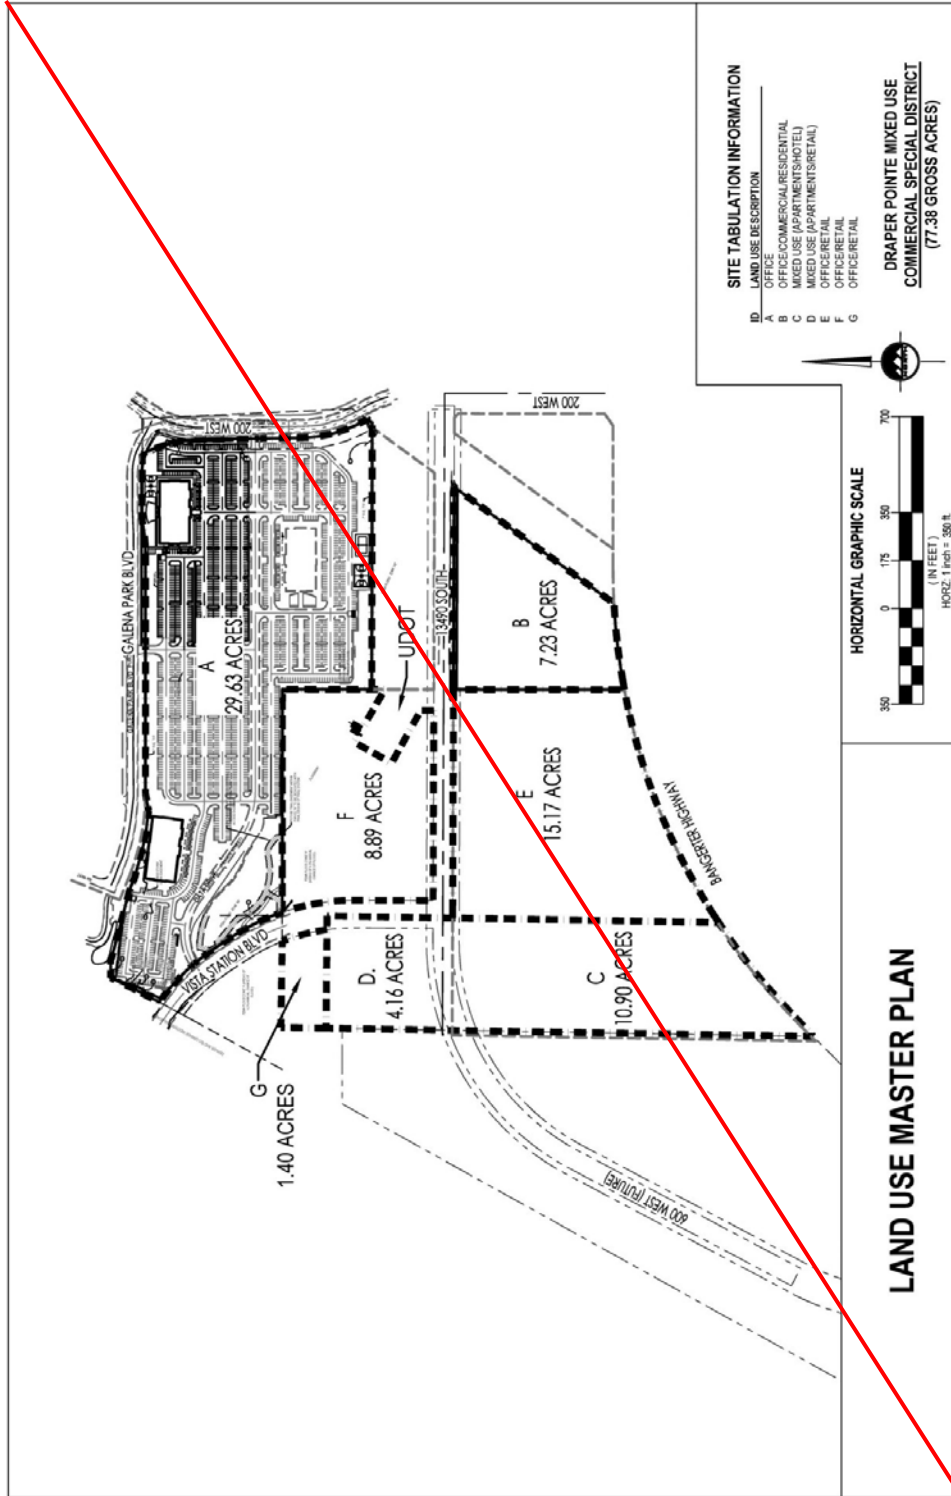 GALENA PARK BLVD
200 WEST
A
29.63 ACRES
VISTA STATION BLVD
F
8.89 ACRES
UDOT
G
1.40 ACRES
D.
4.16 ACRES
13490 SOUTH
200 WEST
B
7.23 ACRES
E
15.17 ACRES
C
10.90 ACRES
BANGERTER HIGHWAY
600 WEST (FUTURE)
SITE TABULATION INFORMATION
ID LAND USE DESCRIPTION
A OFFICE
B OFFICE/COMMERCIAL/RESIDENTIAL
C MIXED USE (APARTMENTS/HOTEL)
D MIXED USE (APARTMENTS/RETAIL)
E OFFICE/RETAIL
F OFFICE/RETAIL
G OFFICE/RETAIL
DRAPER POINTE MIXED USE
COMMERCIAL SPECIAL DISTRICT
(77.38 GROSS ACRES)
HORIZONTAL GRAPHIC SCALE
350 0 175 350 700
( IN FEET )
HORZ: 1 inch = 350 ft.
LAND USE MASTER PLAN